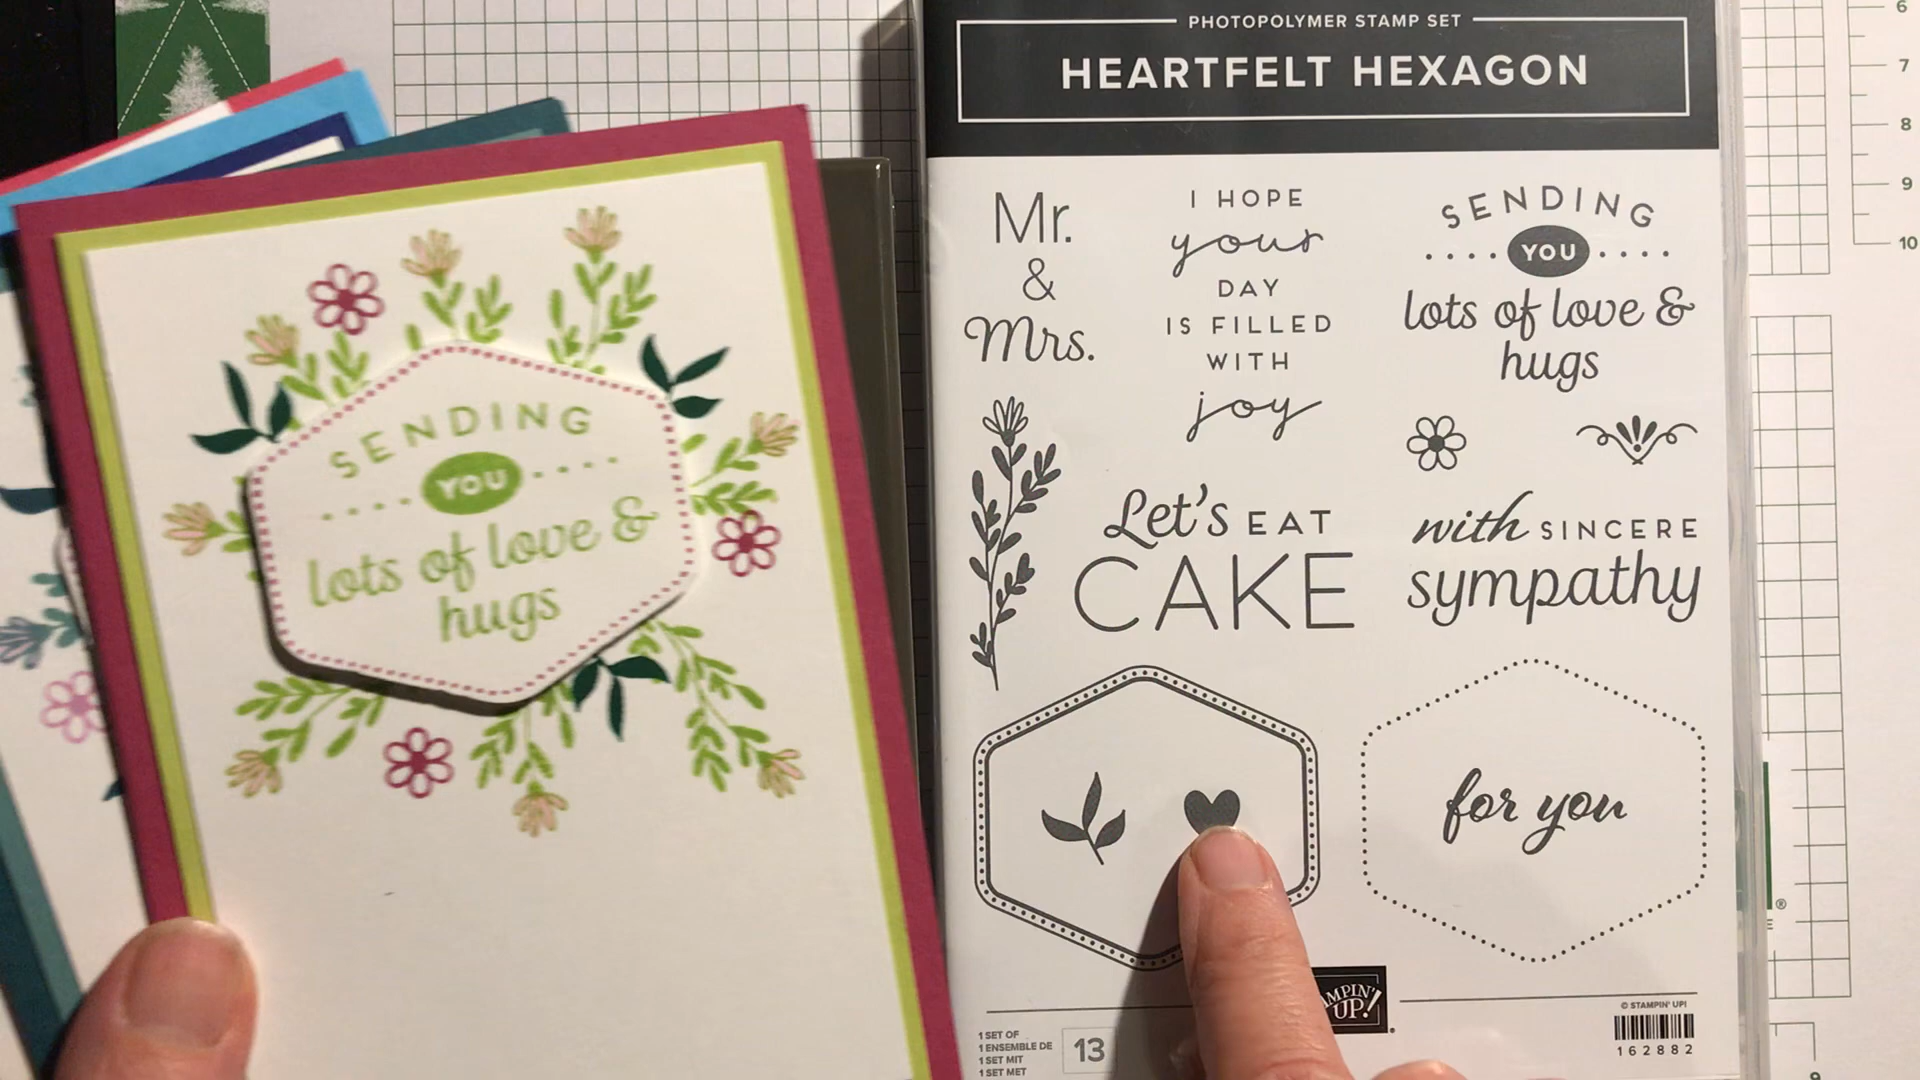 SENDING
YOU
lots of love &
hugs
PHOTOPOLYMER STAMP SET
HEARTFELT HEXAGON
Mr.
&
Mrs.
I HOPE
your
DAY
IS FILLED
WITH
joy
SENDING
YOU
lots of love &
hugs
Let's EAT
CAKE
with SINCERE
sympathy
for you
UP!
© STAMPIN' UP!
162882
1 SET OF
1 ENSEMBLE DE
1 SET MIT
1 SET MET
13
6
7
8
9
10
9